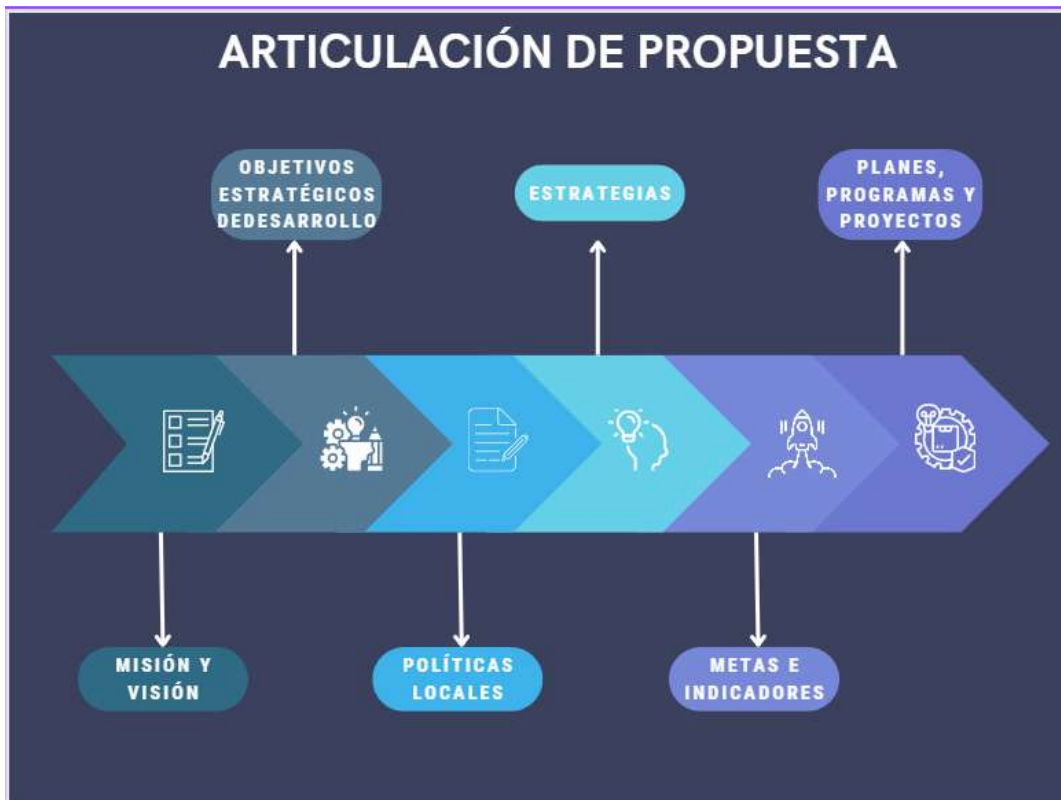 ARTICULACIÓN DE PROPUESTA
OBJETIVOS
ESTRATÉGICOS
DEDESARROLLO
ESTRATEGIAS
PLANES,
PROGRAMAS Y
PROYECTOS
MISIÓN Y
VISIÓN
POLÍTICAS
LOCALES
METAS E
INDICADORES